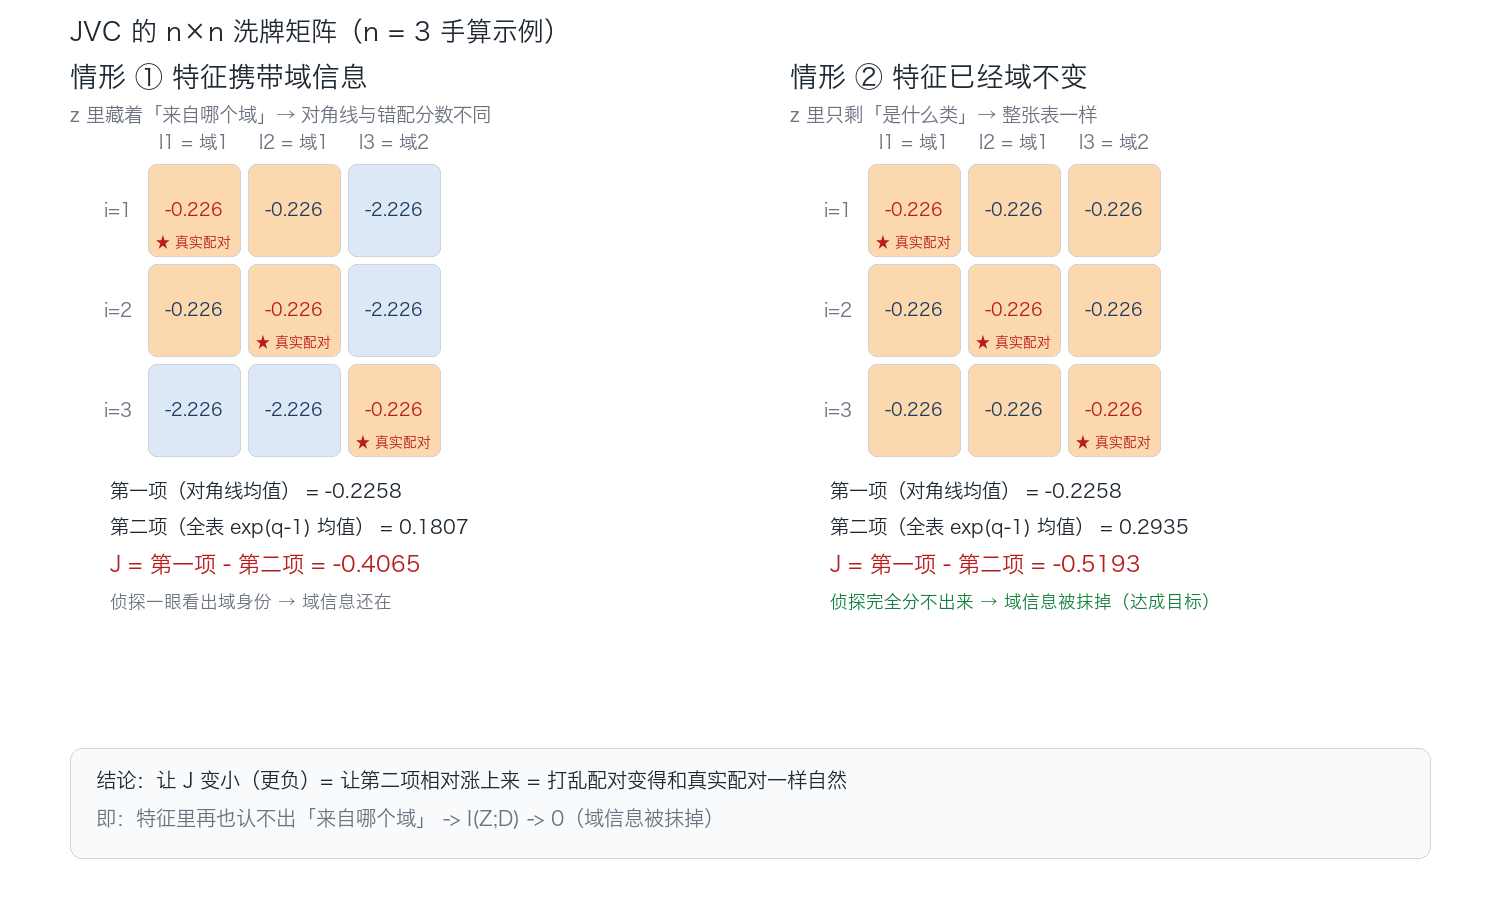 JVC 的 n×n 洗牌矩阵（n = 3 手算示例）
情形 ① 特征携带域信息
z 里藏着「来自哪个域」→ 对角线与错配分数不同
l1 = 域1 l2 = 域1 l3 = 域2
i=1 -0.226 -0.226 -2.226
★ 真实配对
i=2 -0.226 -0.226 -2.226
★ 真实配对
i=3 -2.226 -2.226 -0.226
★ 真实配对
第一项（对角线均值） = -0.2258
第二项（全表 exp(q-1) 均值） = 0.1807
J = 第一项 - 第二项 = -0.4065
侦探一眼看出域身份 → 域信息还在
情形 ② 特征已经域不变
z 里只剩「是什么类」→ 整张表一样
l1 = 域1 l2 = 域1 l3 = 域2
i=1 -0.226 -0.226 -0.226
★ 真实配对
i=2 -0.226 -0.226 -0.226
★ 真实配对
i=3 -0.226 -0.226 -0.226
★ 真实配对
第一项（对角线均值） = -0.2258
第二项（全表 exp(q-1) 均值） = 0.2935
J = 第一项 - 第二项 = -0.5193
侦探完全分不出来 → 域信息被抹掉（达成目标）
结论：让 J 变小（更负）= 让第二项相对涨上来 = 打乱配对变得和真实配对一样自然
即：特征里再也认不出「来自哪个域」 -> I(Z;D) -> 0（域信息被抹掉）